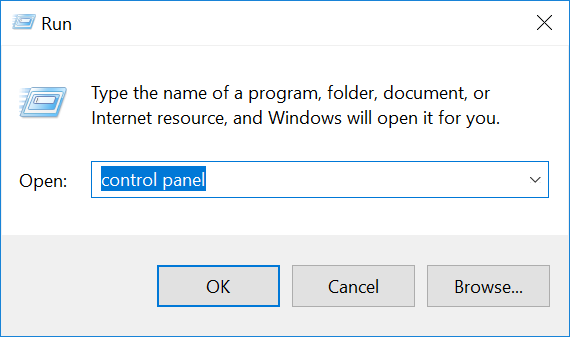 Run
Type the name of a program, folder, document, or
Internet resource, and Windows will open it for you.
Open: control panel
OK Cancel Browse...